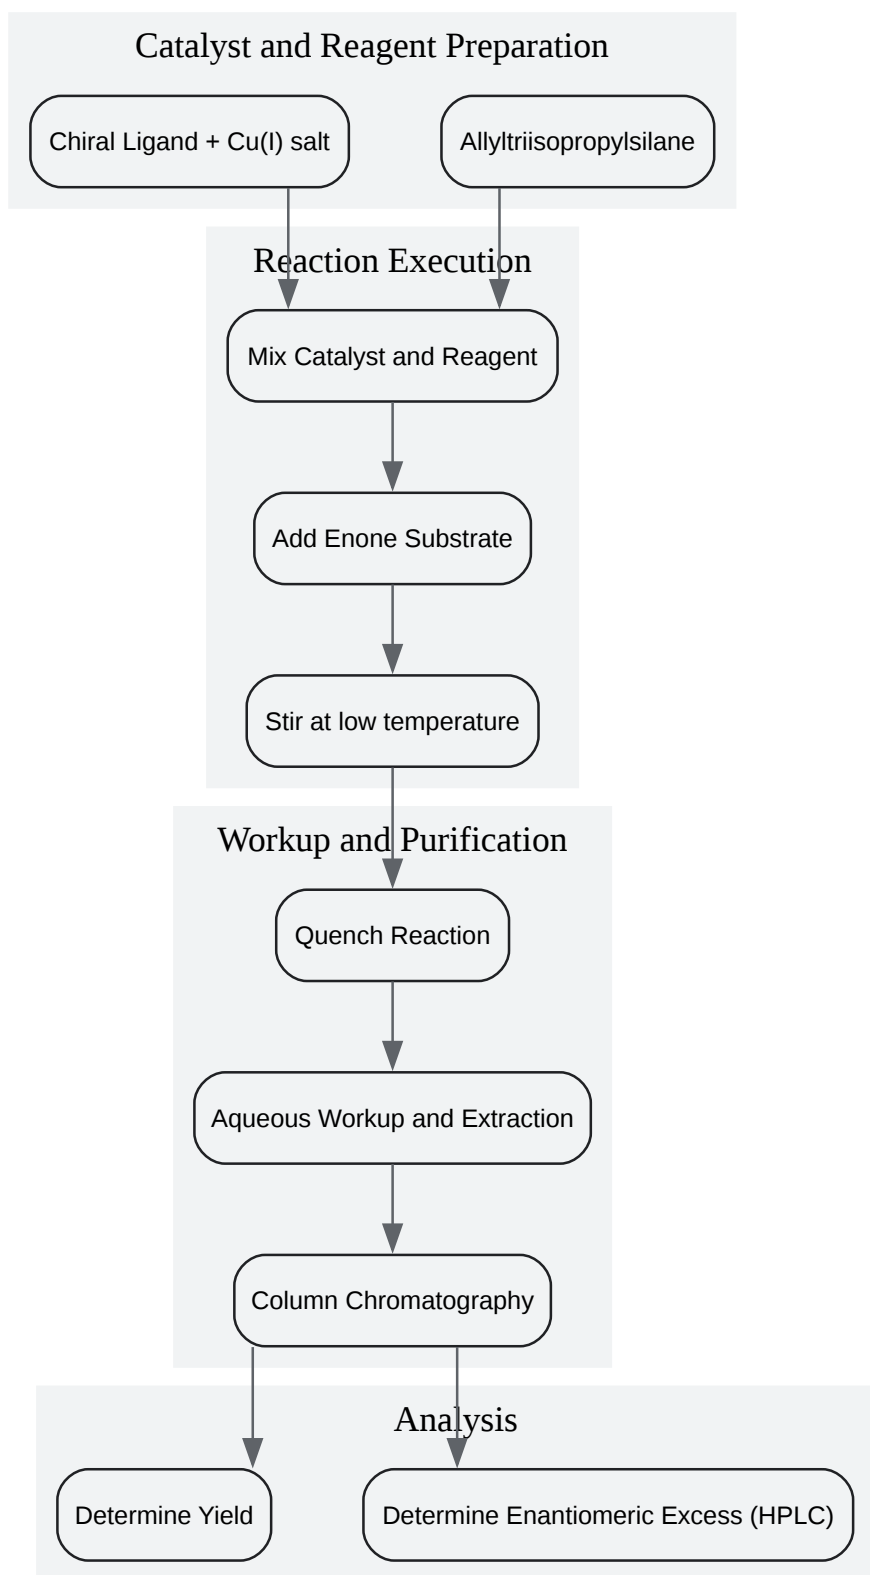 Catalyst and Reagent Preparation
Chiral Ligand + Cu(I) salt
Allyltriisopropylsilane
Reaction Execution
Mix Catalyst and Reagent
Add Enone Substrate
Stir at low temperature
Workup and Purification
Quench Reaction
Aqueous Workup and Extraction
Column Chromatography
Analysis
Determine Yield
Determine Enantiomeric Excess (HPLC)